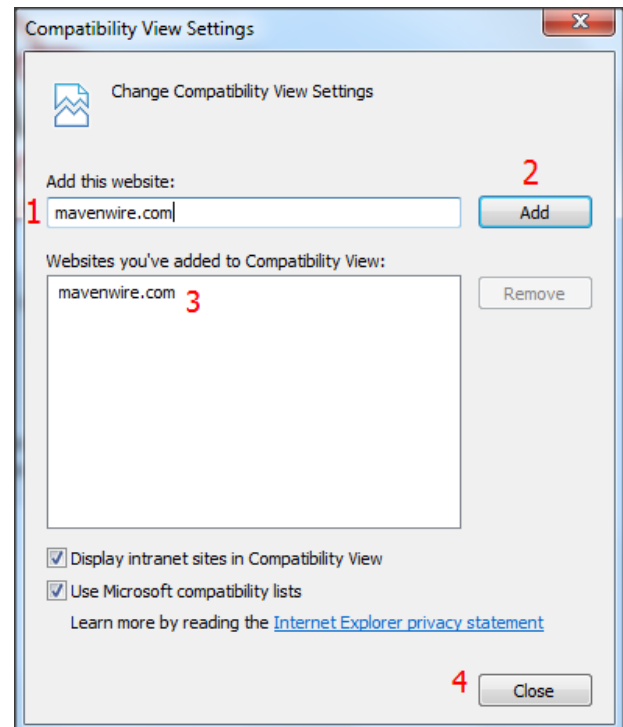 Compatibility View Settings
Change Compatibility View Settings
Add this website:
2
1 mavenwire.com Add
Websites you've added to Compatibility View:
mavenwire.com 3 Remove
Display intranet sites in Compatibility View
Use Microsoft compatibility lists
Learn more by reading the Internet Explorer privacy statement
4 Close